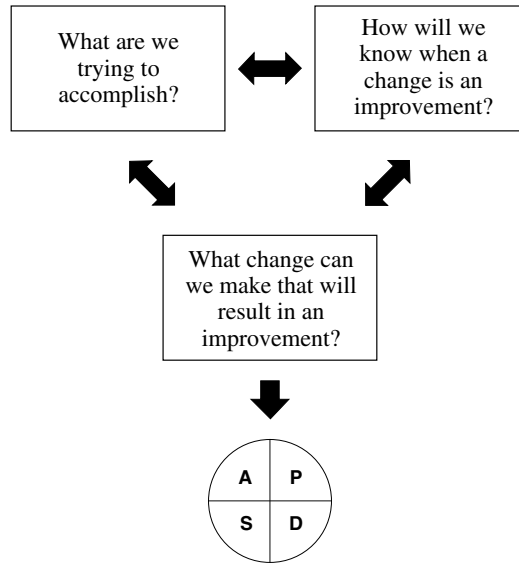 What are we
trying to
accomplish?
How will we
know when a
change is an
improvement?
What change can
we make that will
result in an
improvement?
A P
S D